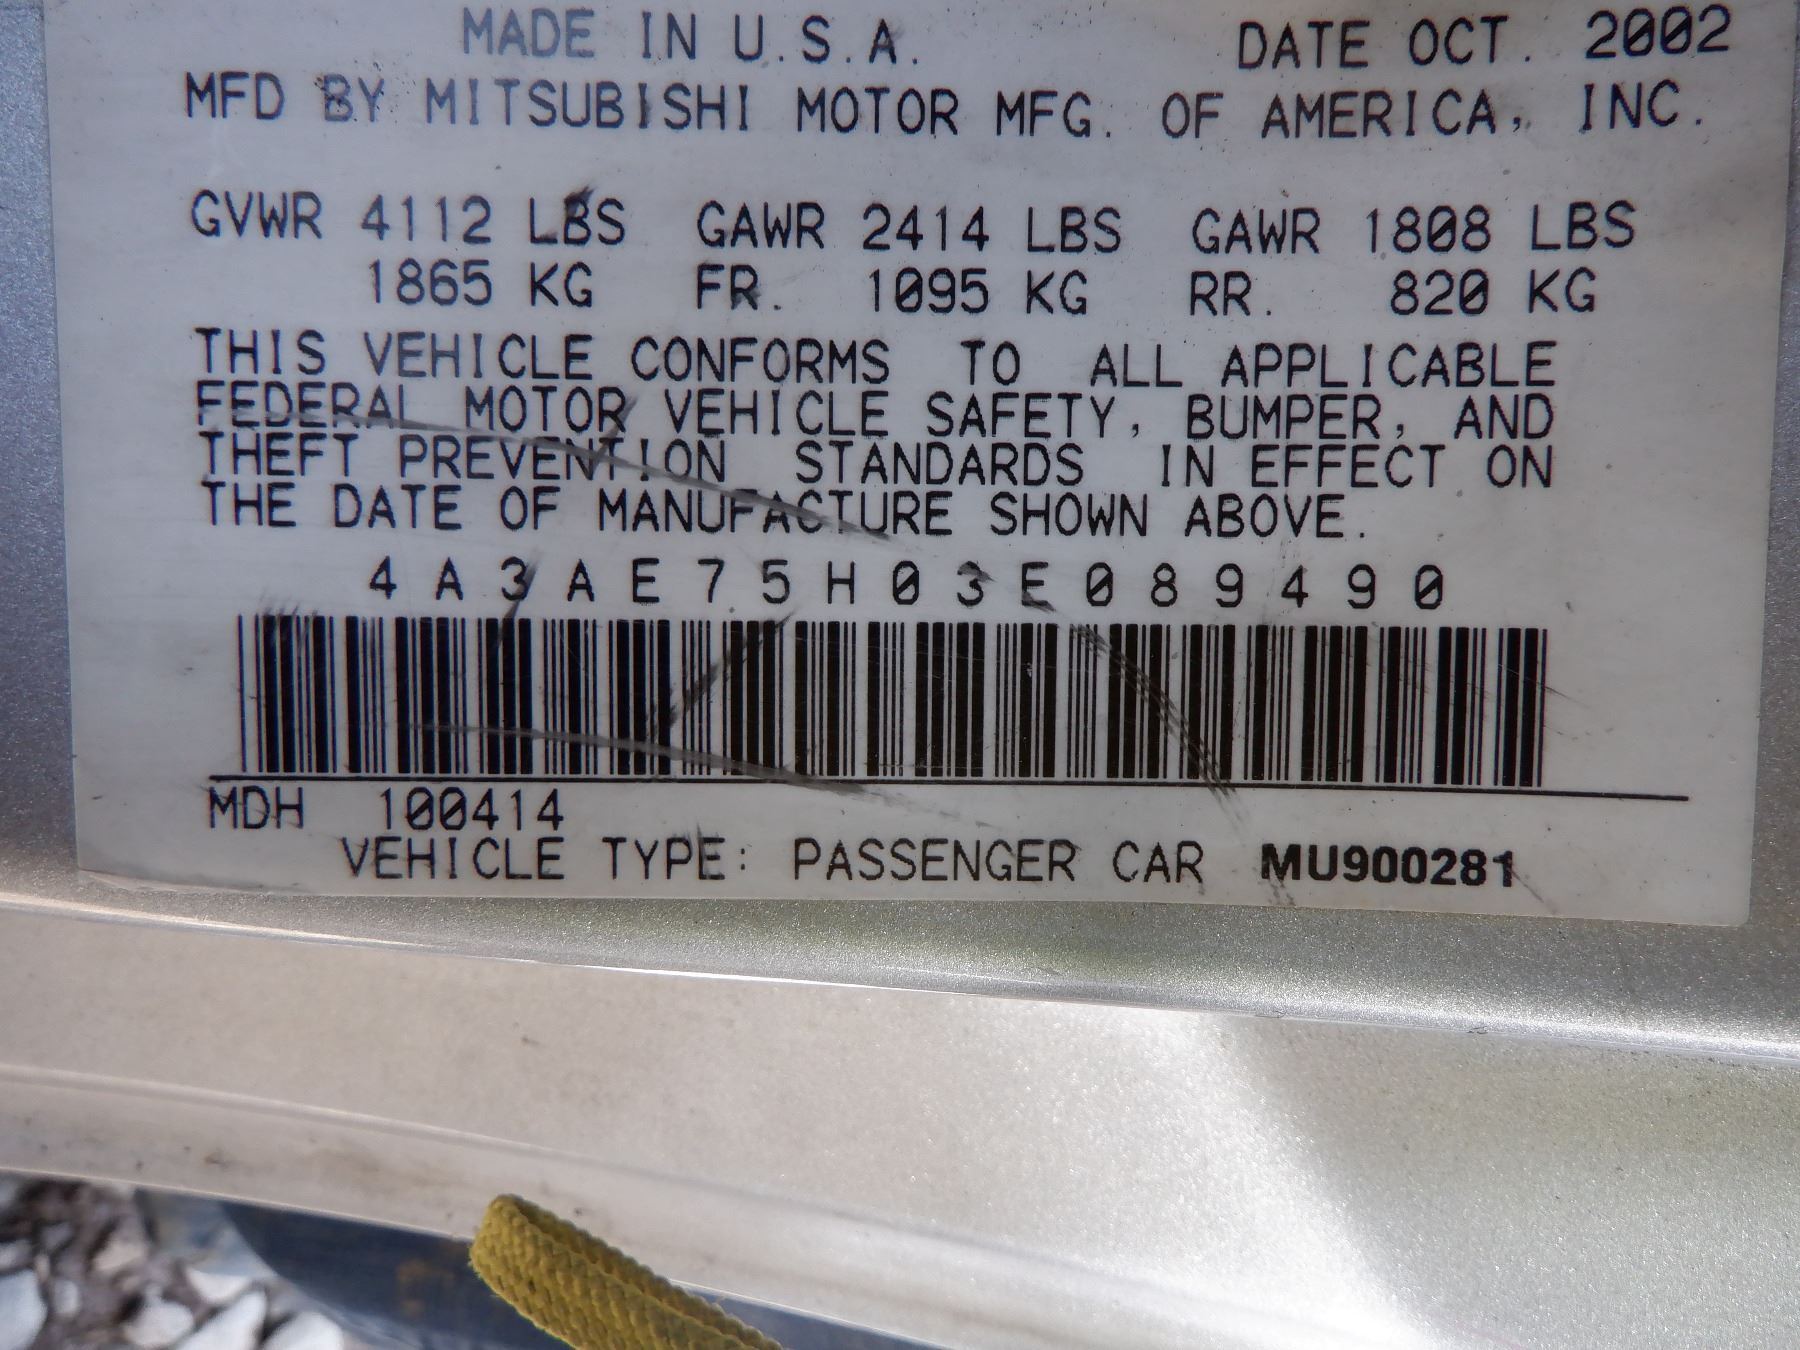 MADE IN U.S.A. DATE OCT. 2002
MFD BY MITSUBISHI MOTOR MFG. OF AMERICA, INC.
GVWR 4112 LBS GAWR 2414 LBS GAWR 1808 LBS
1865 KG FR. 1095 KG RR. 820 KG
THIS VEHICLE CONFORMS TO ALL APPLICABLE
FEDERAL MOTOR VEHICLE SAFETY, BUMPER, AND
THEFT PREVENTION STANDARDS IN EFFECT ON
THE DATE OF MANUFACTURE SHOWN ABOVE.
4A3AE75H03E089490
MDH 100414
VEHICLE TYPE: PASSENGER CAR MU900281